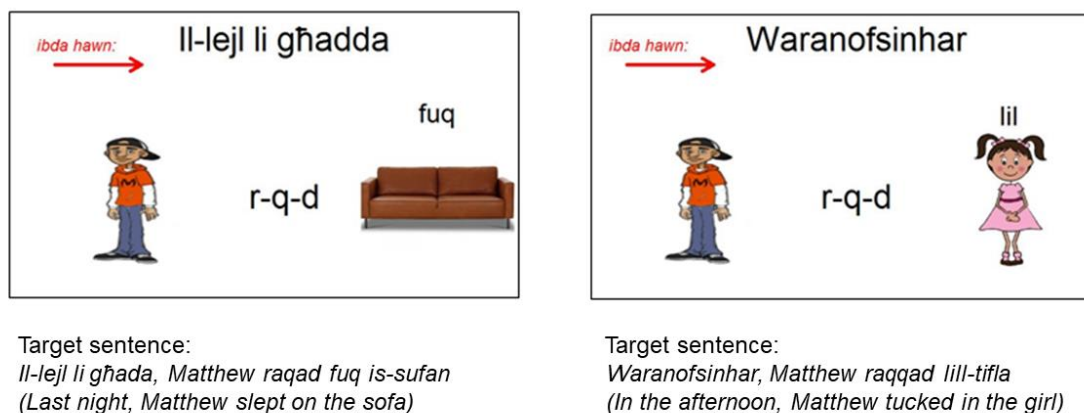 Il-lejl li għadda
ibda hawn:
fuq
r-q-d
Target sentence:
Il-lejl li għada, Matthew raqad fuq is-sufan
(Last night, Matthew slept on the sofa)
Waranofsinhar
ibda hawn:
lil
r-q-d
Target sentence:
Waranofsinhar, Matthew raqqad lill-tifla
(In the afternoon, Matthew tucked in the girl)